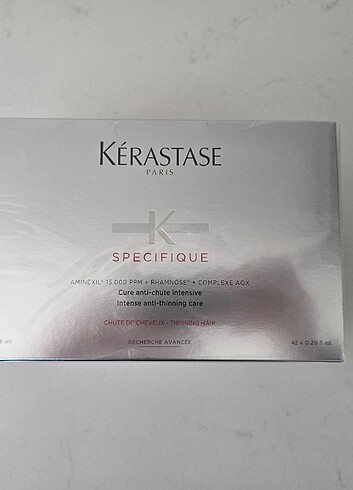 KÉRASTASE
PARIS
K
SPECIFIQUE
AMINEXIL® 15.000 PPM + RHAMNOSE® + COMPLEXE AOX
Cure anti-chute intensive
Intense anti-thinning care
CHUTE DE CHEVEUX - THINNING HAIR
ml RECHERCHE AVANCÉE 42 x 0.20 fl. oz.